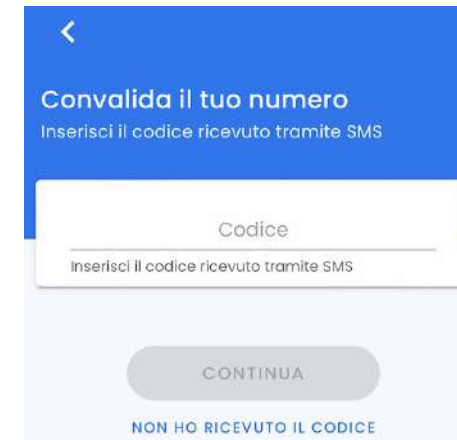 Convalida il tuo numero
Inserisci il codice ricevuto tramite SMS
Codice
Inserisci il codice ricevuto tramite SMS
CONTINUA
NON HO RICEVUTO IL CODICE